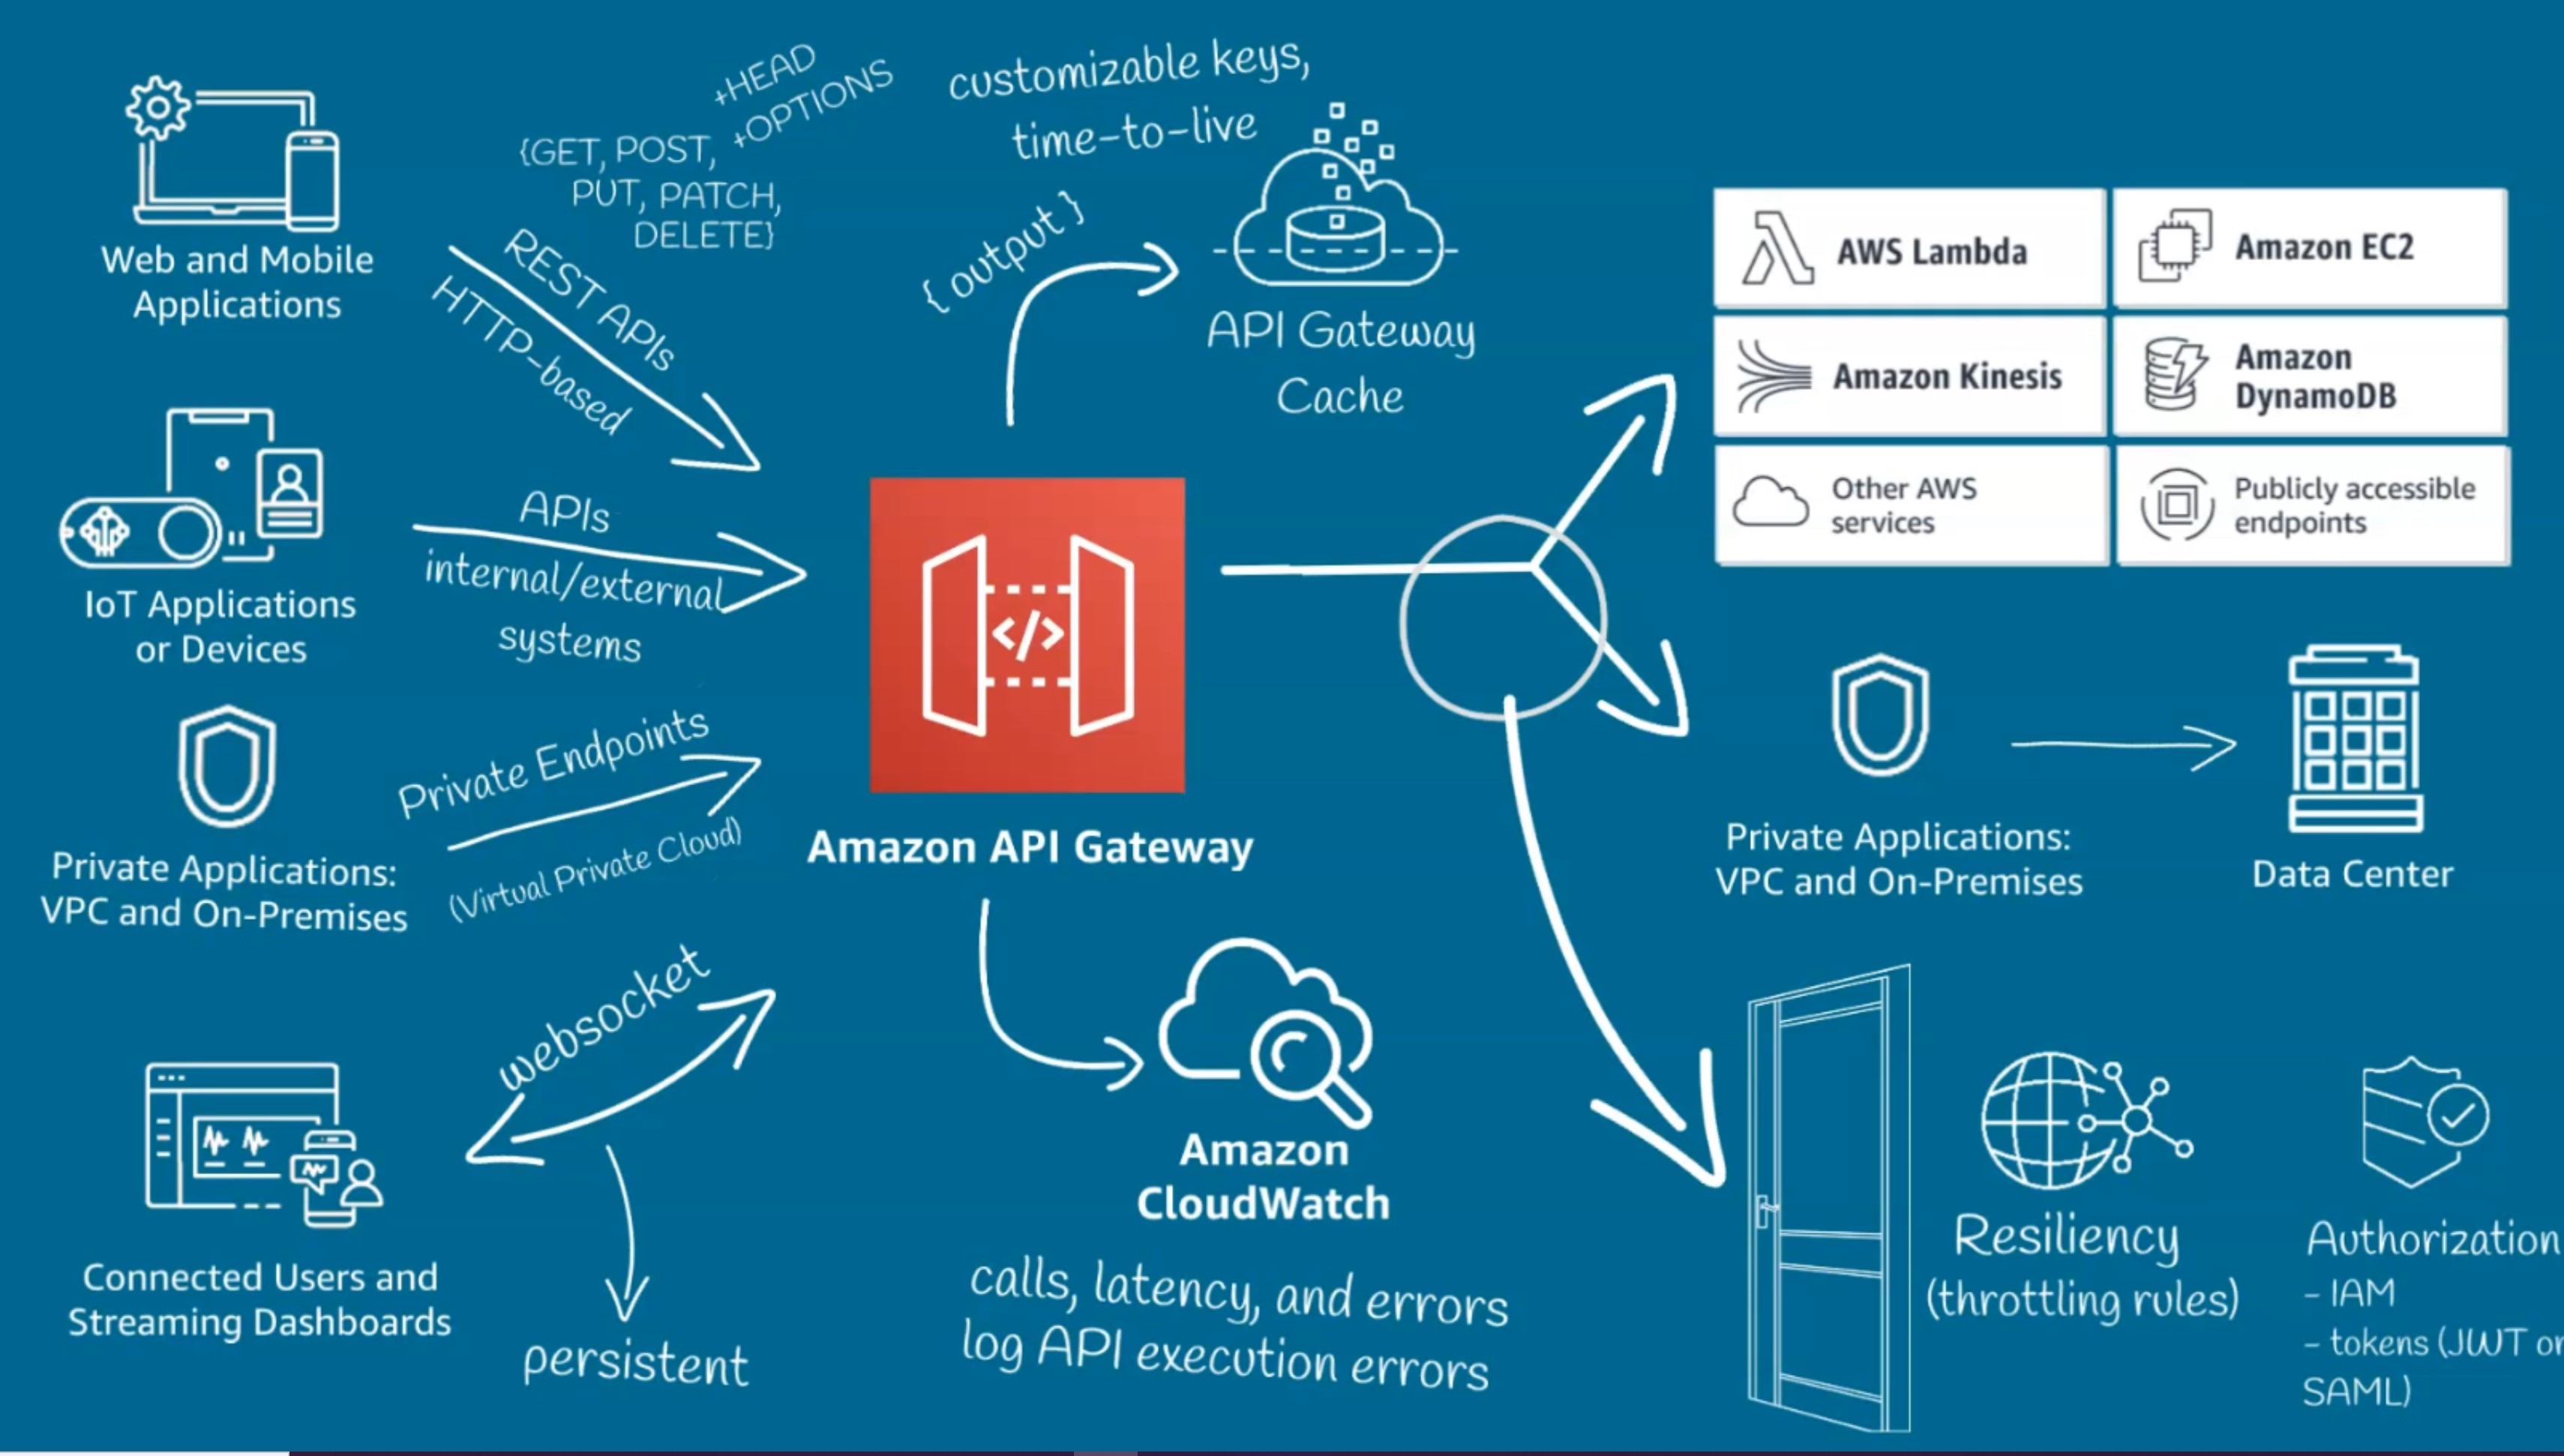 +HEAD
+OPTIONS
{GET, POST,
PUT, PATCH,
DELETE}
customizable keys,
time-to-live
{ output }
API Gateway
Cache
Web and Mobile
Applications
REST APIs
HTTP-based
IoT Applications
or Devices
APIs
internal/external
systems
Private Applications:
VPC and On-Premises
Private Endpoints
(Virtual Private Cloud)
Connected Users and
Streaming Dashboards
websocket
persistent
</>
Amazon API Gateway
Amazon
CloudWatch
calls, latency, and errors
log API execution errors
AWS Lambda
Amazon EC2
Amazon Kinesis
Amazon
DynamoDB
Other AWS
services
Publicly accessible
endpoints
Private Applications:
VPC and On-Premises
Data Center
Resiliency
(throttling rules)
Authorization
- IAM
- tokens (JWT or
SAML)